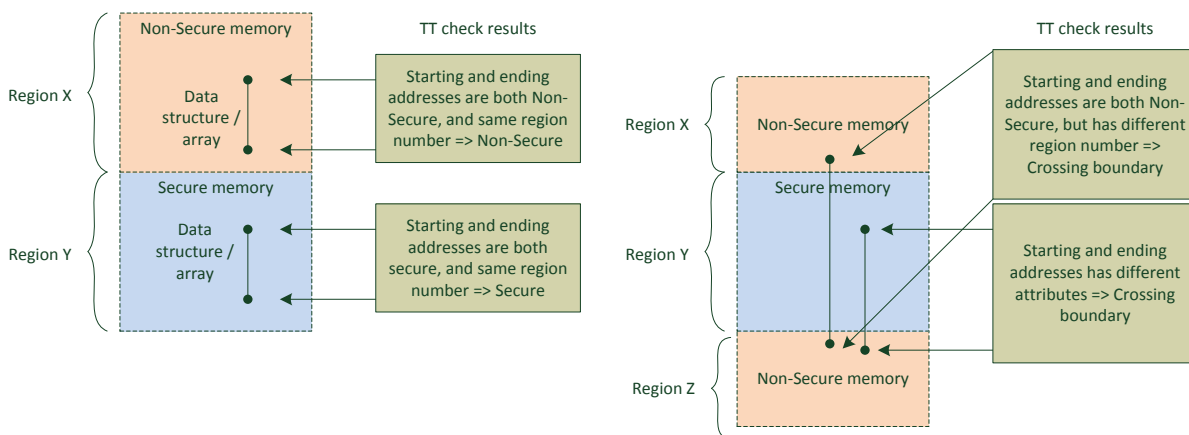 TT check results
Non-Secure memory
Region X
Data
structure /
array
Starting and ending
addresses are both Non-
Secure, and same region
number => Non-Secure
Secure memory
Region Y
Data
structure /
array
Starting and ending
addresses are both
secure, and same region
number => Secure
TT check results
Region X
Non-Secure memory
Starting and ending
addresses are both Non-
Secure, but has different
region number =>
Crossing boundary
Secure memory
Region Y
Starting and ending
addresses has different
attributes => Crossing
boundary
Region Z
Non-Secure memory